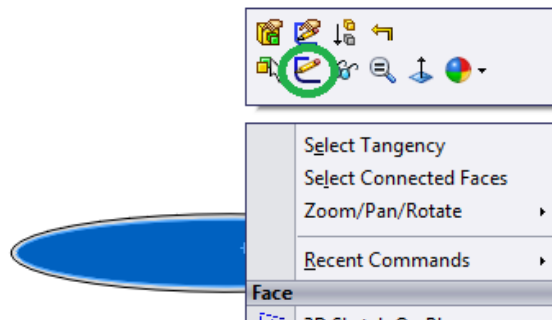 Select Tangency
Select Connected Faces
Zoom/Pan/Rotate
Recent Commands
Face